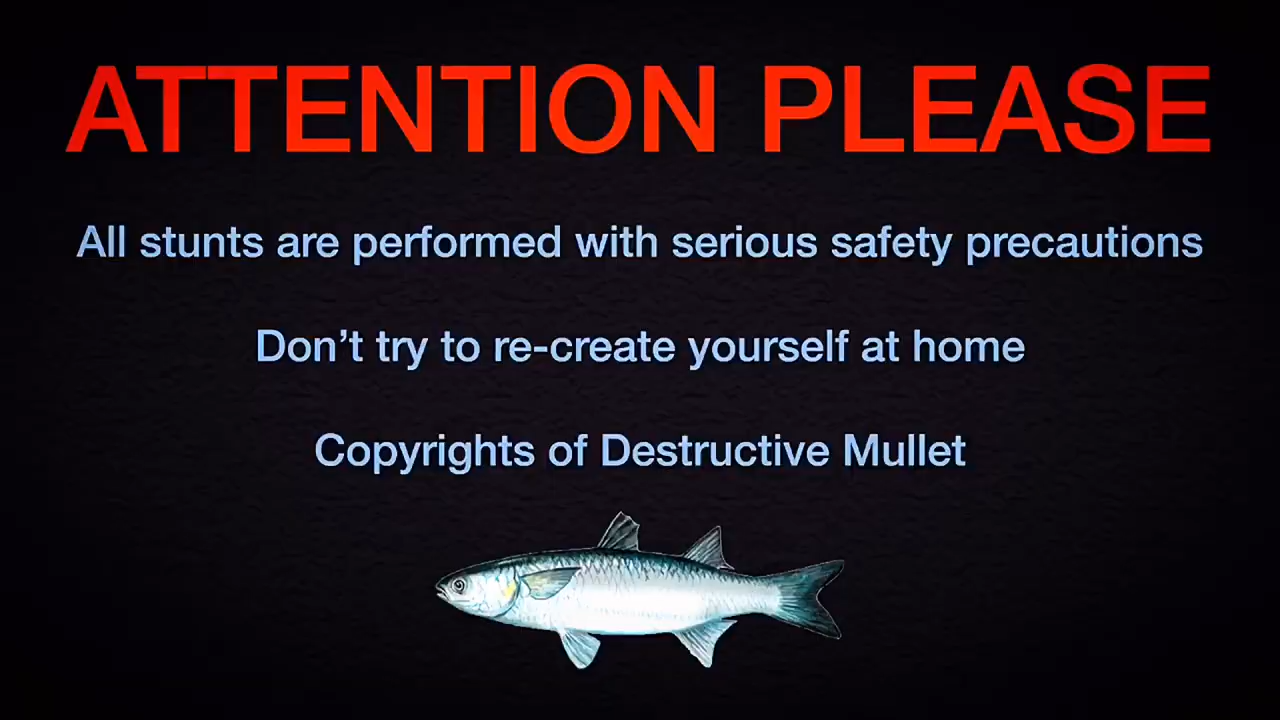 ATTENTION PLEASE
All stunts are performed with serious safety precautions
Don’t try to re-create yourself at home
Copyrights of Destructive Mullet